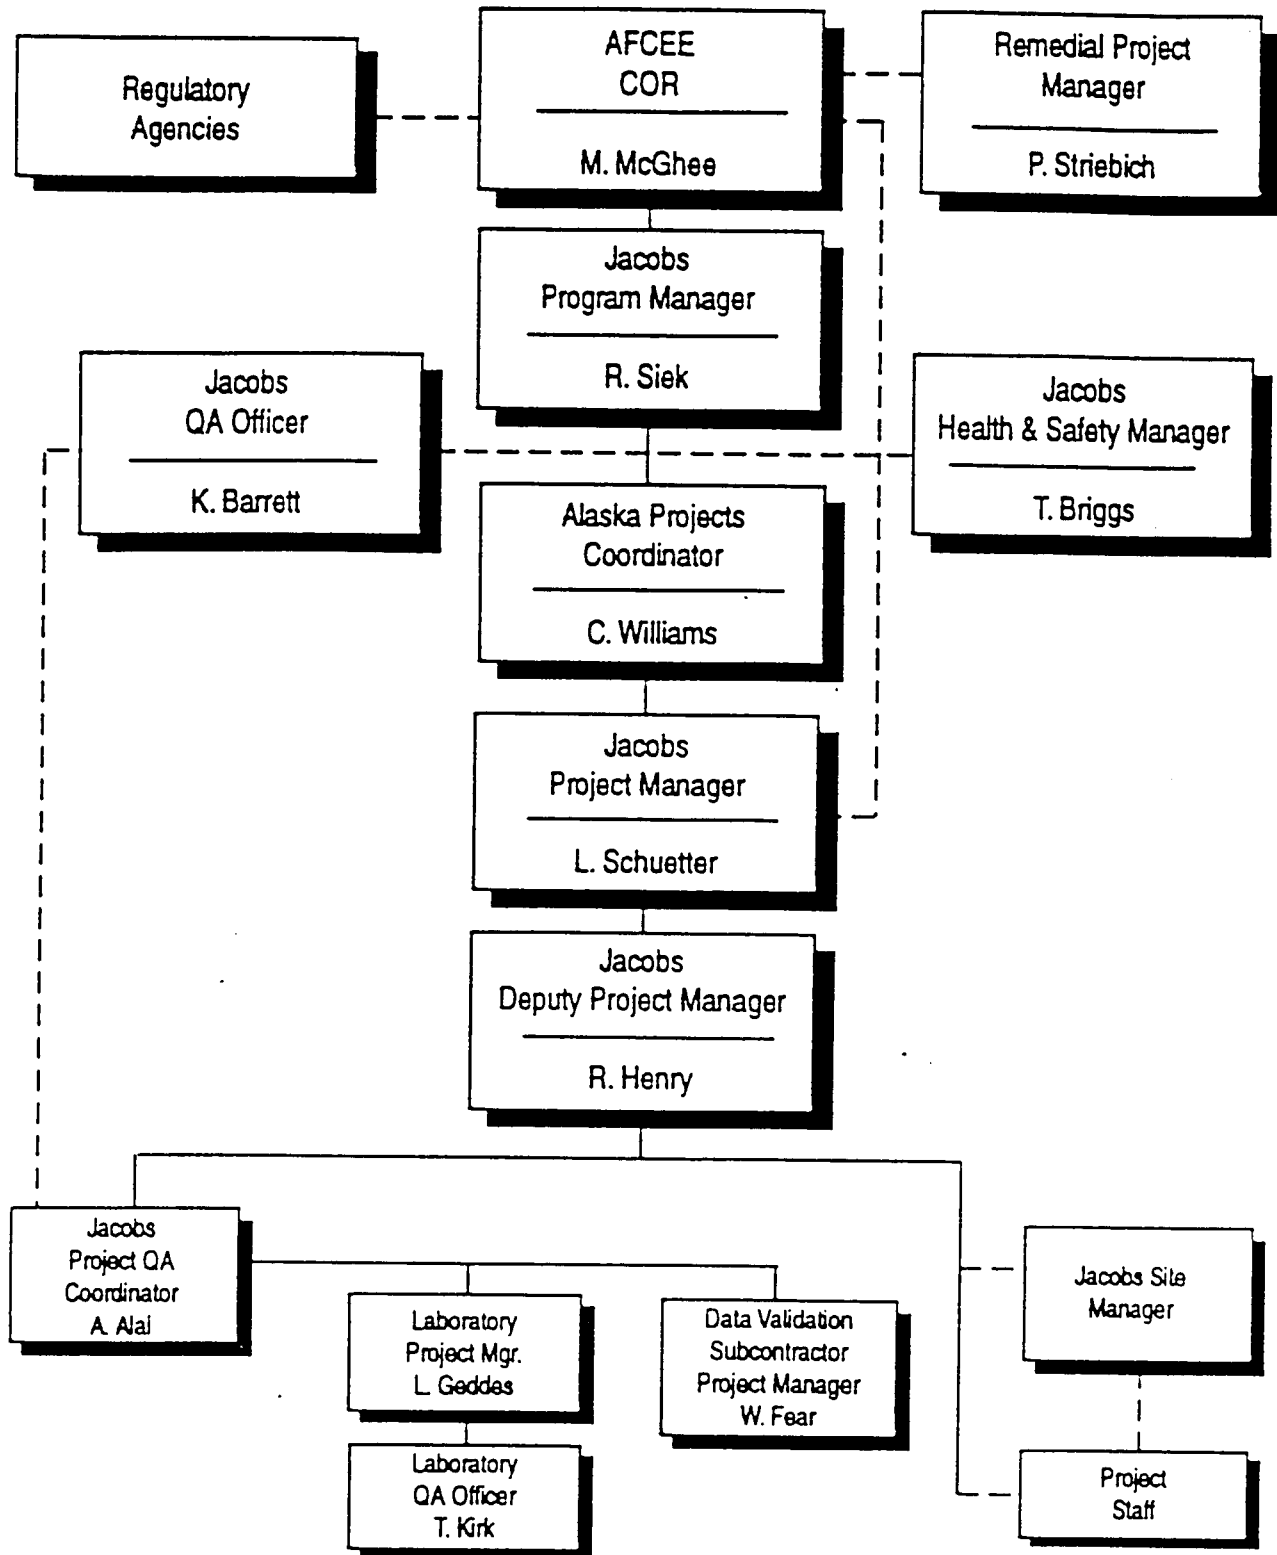 Regulatory
Agencies
AFCEE
COR
M. McGhee
Remedial Project
Manager
P. Striebich
Jacobs
Program Manager
R. Siek
Jacobs
QA Officer
K. Barrett
Jacobs
Health & Safety Manager
T. Briggs
Alaska Projects
Coordinator
C. Williams
Jacobs
Project Manager
L. Schuetter
Jacobs
Deputy Project Manager
R. Henry
Jacobs
Project QA
Coordinator
A. Alai
Laboratory
Project Mgr.
L. Geddes
Data Validation
Subcontractor
Project Manager
W. Fear
Jacobs Site
Manager
Laboratory
QA Officer
T. Kirk
Project
Staff